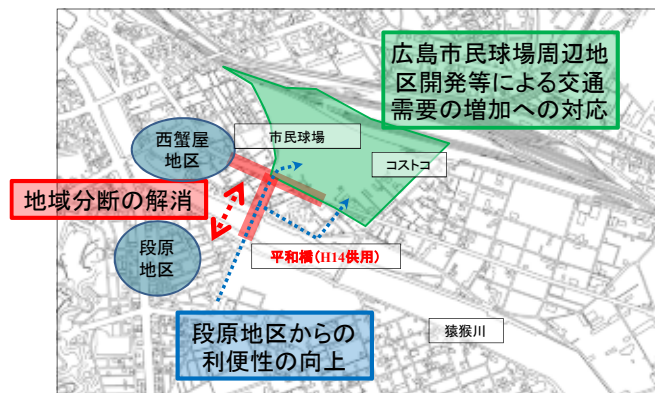 広島市民球場周辺地
区開発等による交通
需要の増加への対応
市民球場
西蟹屋
地区
コストコ
地域分断の解消
段原
地区
平和橋(H14供用)
段原地区からの
利便性の向上
猿猴川